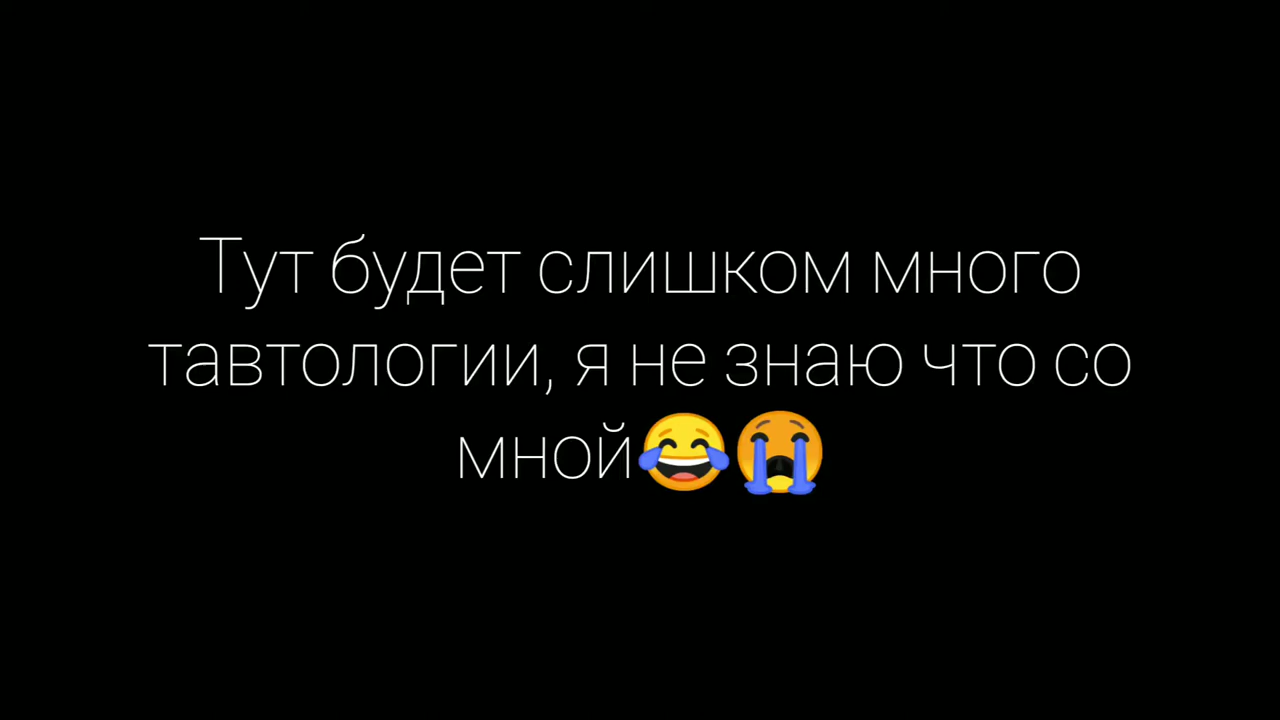 Тут будет слишком много
тавтологии, я не знаю что со
мной😂😭